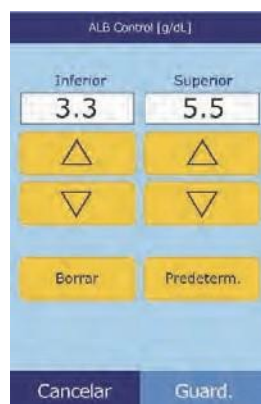 ALB Control [g/dL]
Inferior Superior
3.3 5.5
Borrar Predeterm.
Cancelar Guard.